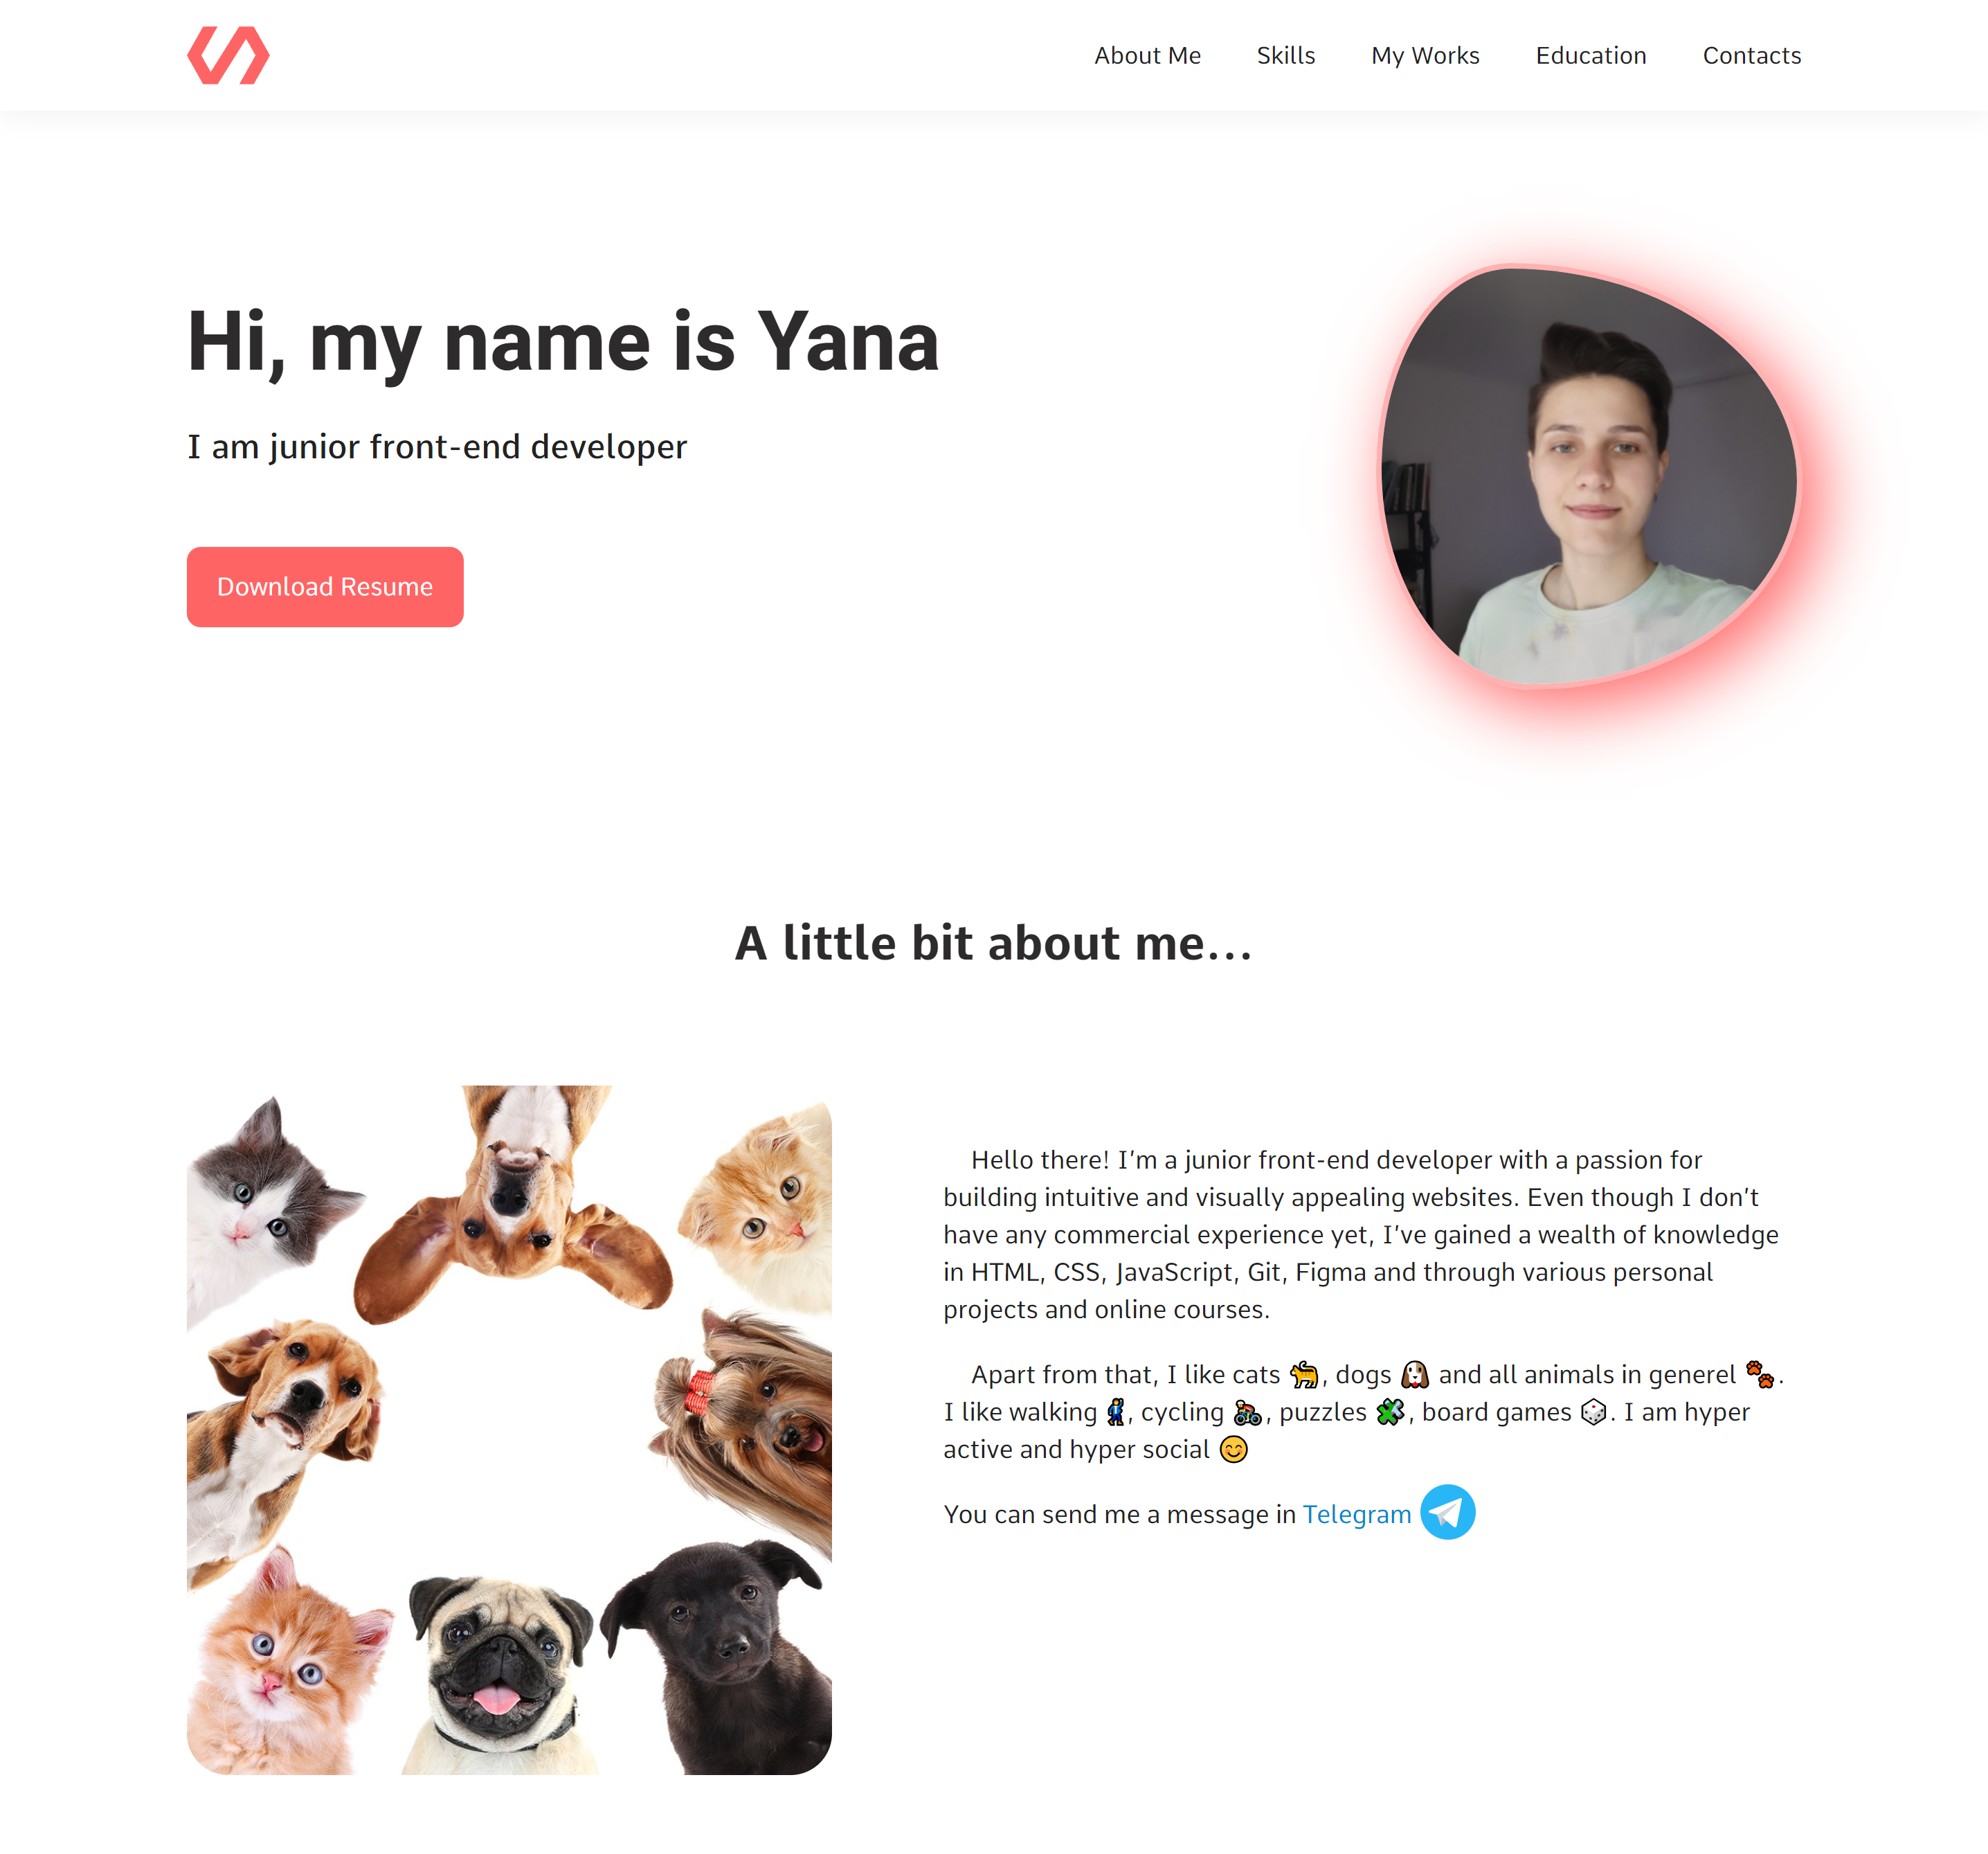 About Me Skills My Works Education Contacts
Hi, my name is Yana
I am junior front-end developer
Download Resume
A little bit about me...
Hello there! I’m a junior front-end developer with a passion for
building intuitive and visually appealing websites. Even though I don’t
have any commercial experience yet, I’ve gained a wealth of knowledge
in HTML, CSS, JavaScript, Git, Figma and through various personal
projects and online courses.
Apart from that, I like cats 🐈, dogs 🐶 and all animals in generel 🐾.
I like walking 🚶, cycling 🚴, puzzles 🧩, board games 🎲. I am hyper
active and hyper social 😊
You can send me a message in Telegram